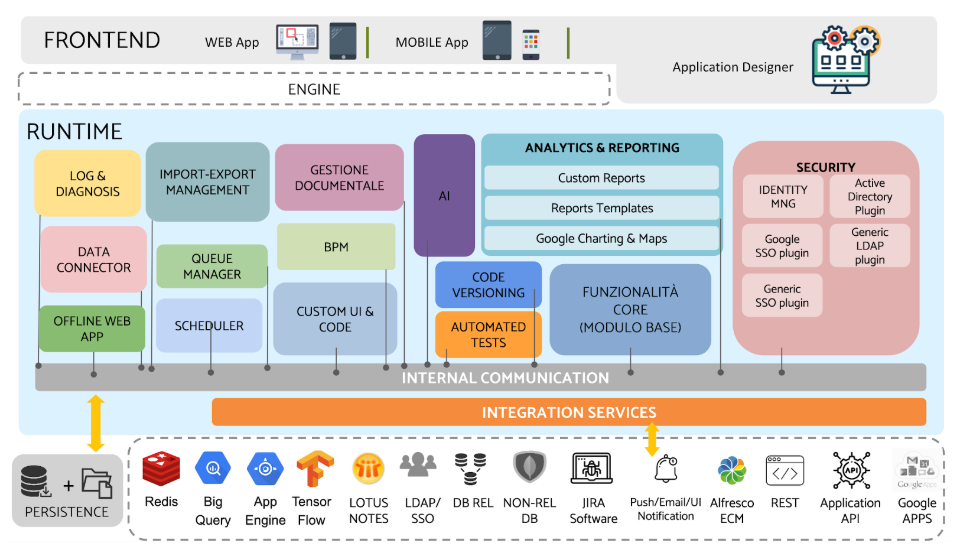 FRONTEND
WEB App
MOBILE App
Application Designer
ENGINE
RUNTIME
LOG &
DIAGNOSIS
IMPORT-EXPORT
MANAGEMENT
GESTIONE
DOCUMENTALE
AI
ANALYTICS & REPORTING
Custom Reports
Reports Templates
Google Charting & Maps
SECURITY
IDENTITY
MNG
Active
Directory
Plugin
Google
SSO plugin
Generic
LDAP
plugin
Generic
SSO plugin
DATA
CONNECTOR
QUEUE
MANAGER
BPM
CODE
VERSIONING
FUNZIONALITÀ
CORE
(MODULO BASE)
OFFLINE WEB
APP
SCHEDULER
CUSTOM UI &
CODE
AUTOMATED
TESTS
INTERNAL COMMUNICATION
INTEGRATION SERVICES
+
PERSISTENCE
Redis
Big
Query
App
Engine
Tensor
Flow
LOTUS
NOTES
LDAP/
SSO
DB REL
NON-REL
DB
JIRA
Software
Push/Email/UI
Notification
Alfresco
ECM
REST
API
Application
API
Google Apps
Google
APPS